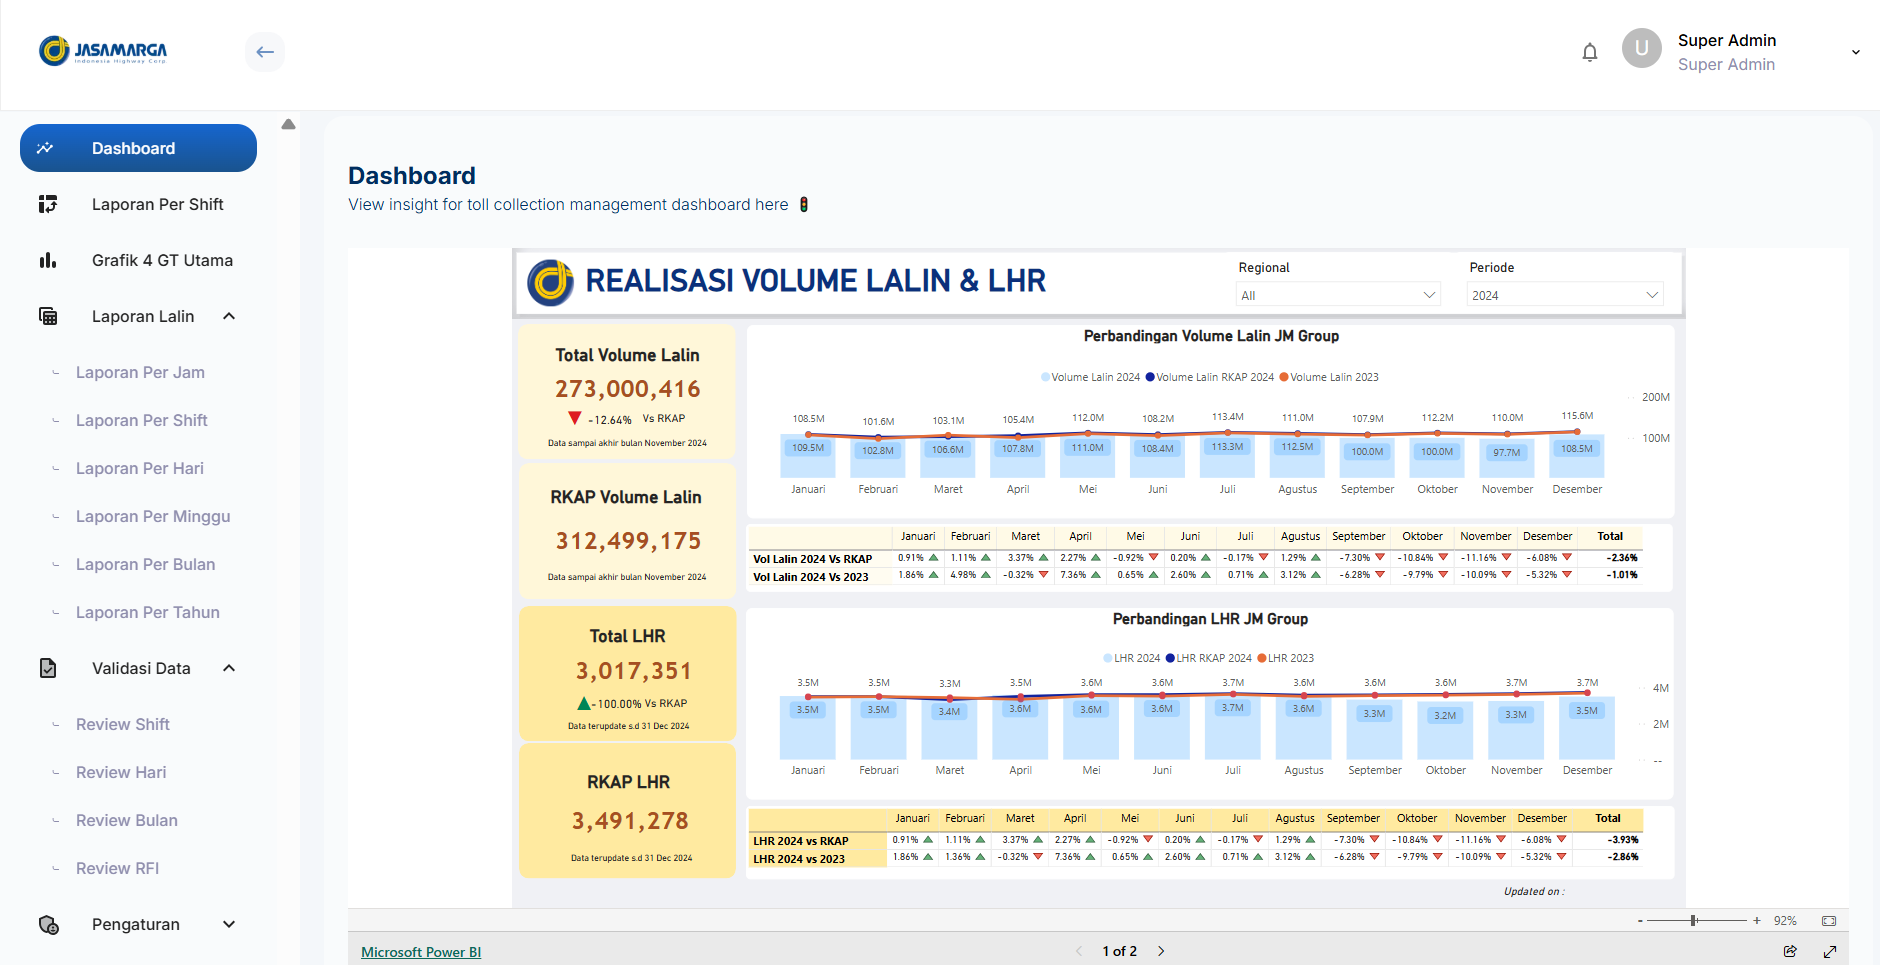 JASAMARGA
Indonesia Highway Corp.
U
Super Admin
Super Admin
Dashboard
Laporan Per Shift
Grafik 4 GT Utama
Laporan Lalin
Laporan Per Jam
Laporan Per Shift
Laporan Per Hari
Laporan Per Minggu
Laporan Per Bulan
Laporan Per Tahun
Validasi Data
Review Shift
Review Hari
Review Bulan
Review RFI
Pengaturan
Dashboard
View insight for toll collection management dashboard here
REALISASI VOLUME LALIN & LHR
Regional
All
Periode
2024
Total Volume Lalin
273,000,416
-12.64% Vs RKAP
Data sampai akhir bulan November 2024
RKAP Volume Lalin
312,499,175
Data sampai akhir bulan November 2024
Total LHR
3,017,351
-100.00% Vs RKAP
Data terupdate s.d 31 Dec 2024
RKAP LHR
3,491,278
Data terupdate s.d 31 Dec 2024
Perbandingan Volume Lalin JM Group
Volume Lalin 2024 Volume Lalin RKAP 2024 Volume Lalin 2023
200M
100M
108.5M 101.6M 103.1M 105.4M 112.0M 108.2M 113.4M 111.0M 107.9M 112.2M 110.0M 115.6M
109.5M 102.8M 106.6M 107.8M 111.0M 108.4M 113.3M 112.5M 100.0M 100.0M 97.7M 108.5M
Januari Februari Maret April Mei Juni Juli Agustus September Oktober November Desember
Januari Februari Maret April Mei Juni Juli Agustus September Oktober November Desember Total
Vol Lalin 2024 Vs RKAP 0.91% 1.11% 3.37% 2.27% -0.92% 0.20% -0.17% 1.29% -7.30% -10.84% -11.16% -6.08% -2.36%
Vol Lalin 2024 Vs 2023 1.86% 4.98% -0.32% 7.36% 0.65% 2.60% 0.71% 3.12% -6.28% -9.79% -10.09% -5.32% -1.01%
Perbandingan LHR JM Group
LHR 2024 LHR RKAP 2024 LHR 2023
4M
2M
--
3.5M 3.5M 3.3M 3.5M 3.6M 3.6M 3.7M 3.6M 3.6M 3.6M 3.7M 3.7M
3.5M 3.5M 3.4M 3.6M 3.6M 3.6M 3.7M 3.6M 3.3M 3.2M 3.3M 3.5M
Januari Februari Maret April Mei Juni Juli Agustus September Oktober November Desember
Januari Februari Maret April Mei Juni Juli Agustus September Oktober November Desember Total
LHR 2024 vs RKAP 0.91% 1.11% 3.37% 2.27% -0.92% 0.20% -0.17% 1.29% -7.30% -10.84% -11.16% -6.08% -3.93%
LHR 2024 vs 2023 1.86% 1.36% -0.32% 7.36% 0.65% 2.60% 0.71% 3.12% -6.28% -9.79% -10.09% -5.32% -2.86%
Updated on :
- + 92%
Microsoft Power BI
1 of 2